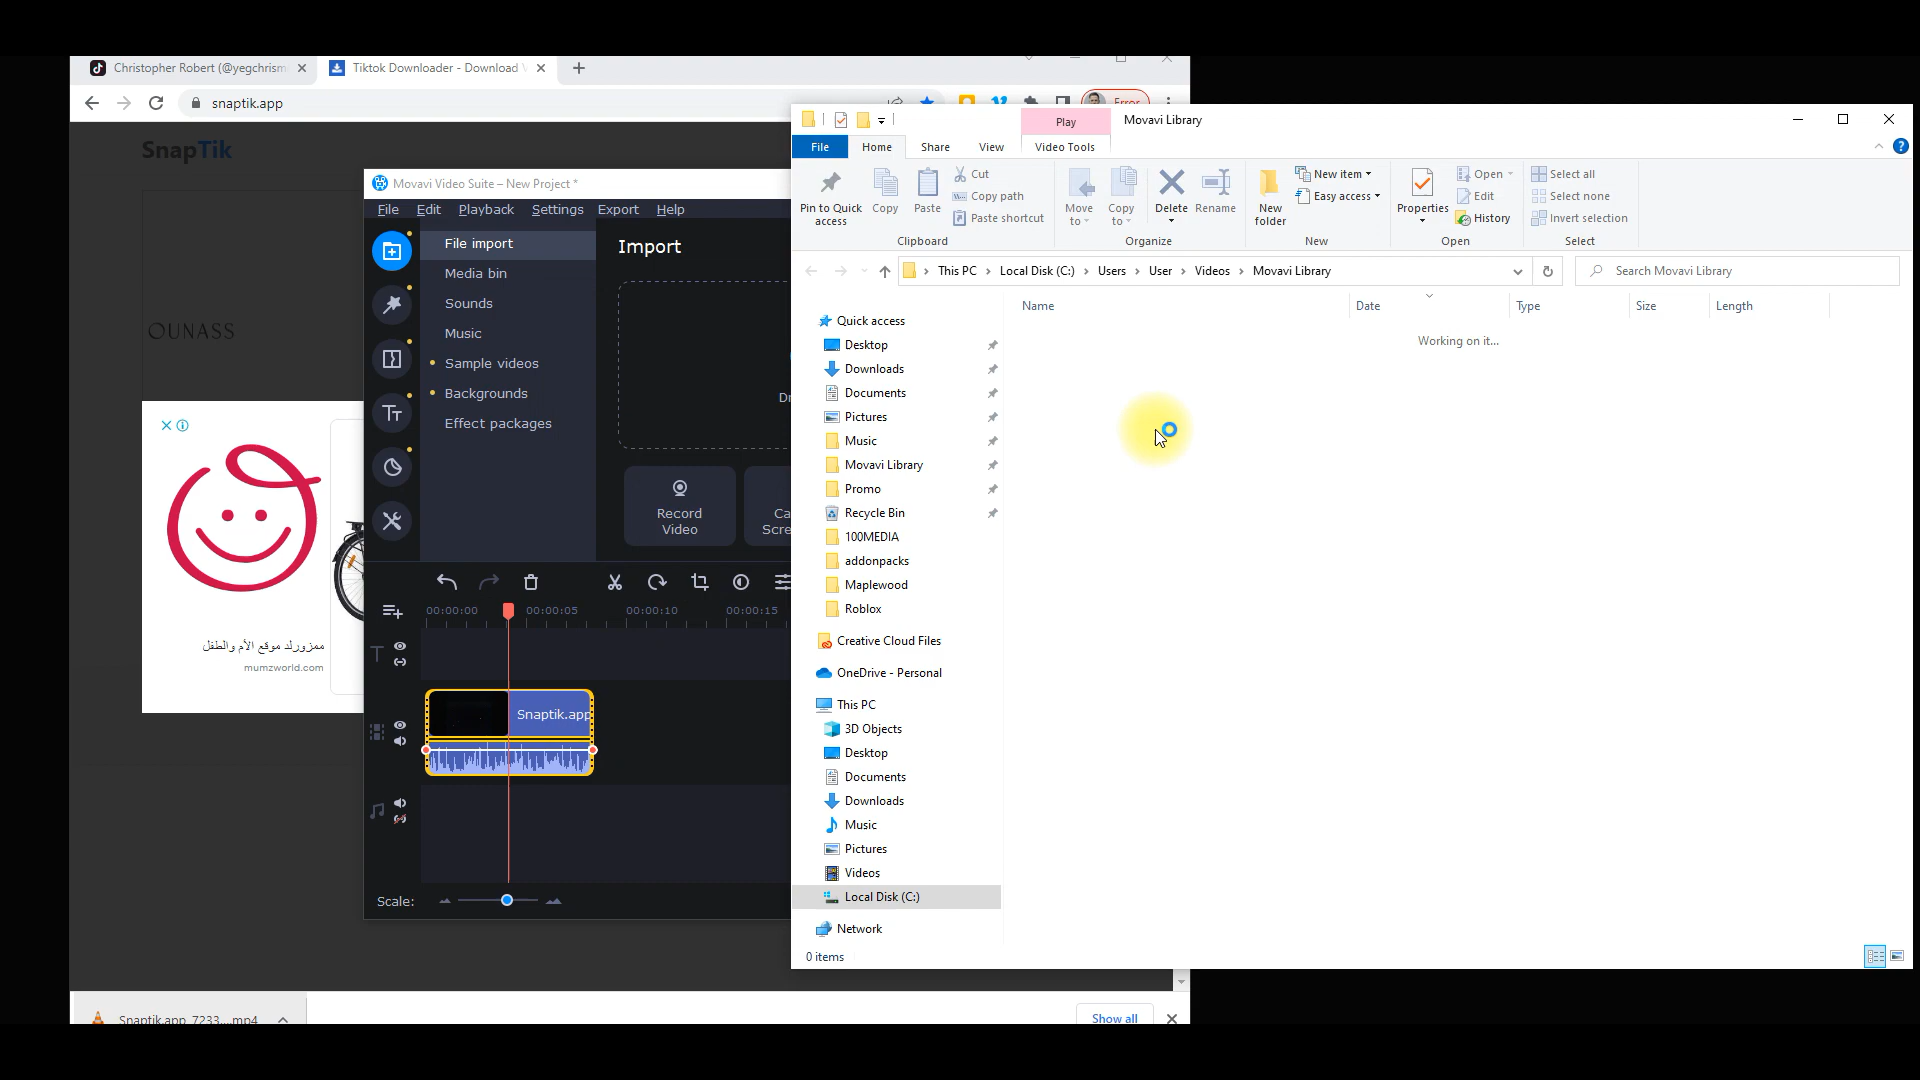 Christopher Robert (@yegchrism
Tiktok Downloader - Download V
snaptik.app
Error
SnapTik
OUNASS
ممزورلد موقع الأم والطفل
mumzworld.com
Movavi Video Suite – New Project *
File Edit Playback Settings Export Help
File import
Media bin
Sounds
Music
Sample videos
Backgrounds
Effect packages
Import
Record
Video
Scale:
00:00:00 00:00:05 00:00:10 00:00:15
Snaptik.app
Snaptik.app_7233....mp4
Show all
Play
Movavi Library
File Home Share View Video Tools
Pin to Quick
access
Copy
Paste
Cut
Copy path
Paste shortcut
Clipboard
Move
to
Copy
to
Delete
Rename
Organize
New
folder
New item
Easy access
New
Properties
Open
Edit
History
Open
Select all
Select none
Invert selection
Select
This PC Local Disk (C:) Users User Videos Movavi Library
Search Movavi Library
Name Date Type Size Length
Working on it...
Quick access
Desktop
Downloads
Documents
Pictures
Music
Movavi Library
Promo
Recycle Bin
100MEDIA
addonpacks
Maplewood
Roblox
Creative Cloud Files
OneDrive - Personal
This PC
3D Objects
Desktop
Documents
Downloads
Music
Pictures
Videos
Local Disk (C:)
Network
0 items